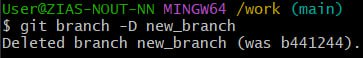 User@ZIAS-NOUT-NN MINGW64 /work (main)
$ git branch -D new_branch
Deleted branch new_branch (was b441244).